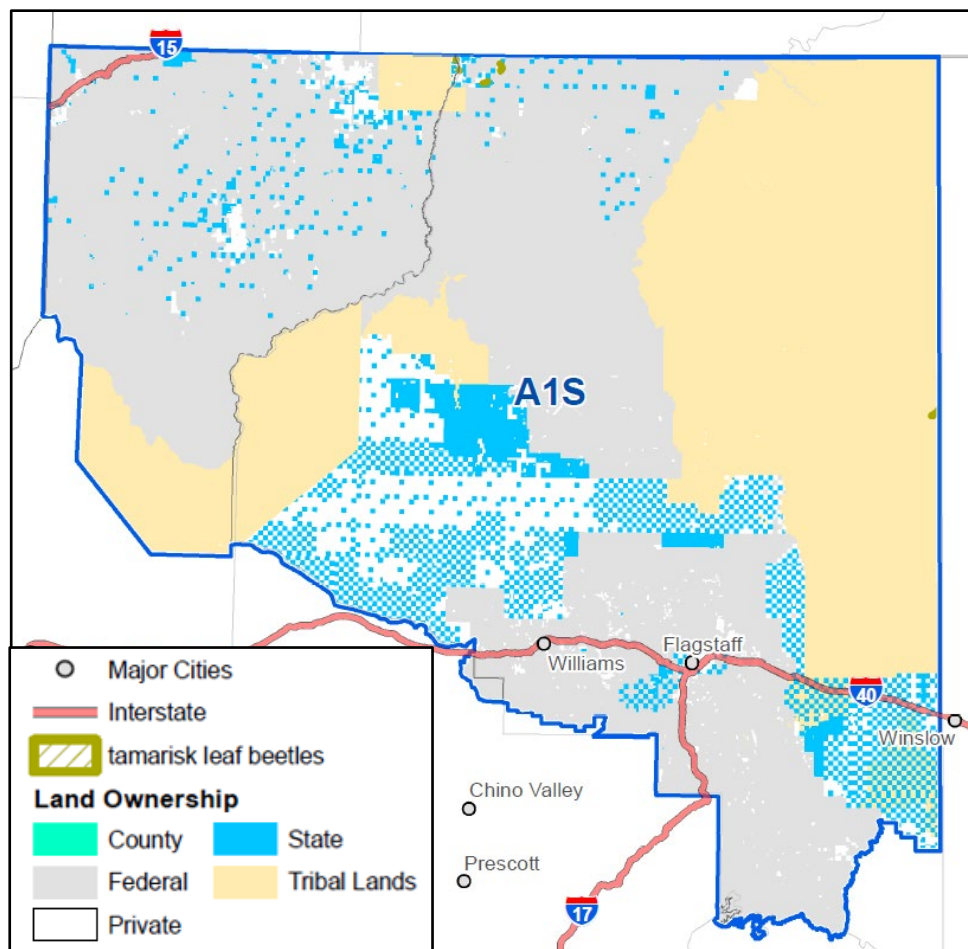 15
A1S
Williams
Flagstaff
40
Winslow
Chino Valley
Prescott
17
Major Cities
Interstate
tamarisk leaf beetles
Land Ownership
County
State
Federal
Tribal Lands
Private